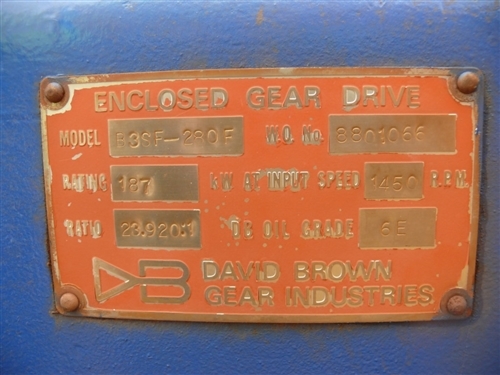 ENCLOSED GEAR DRIVE
MODEL R3SF-280F W.O. No. 8801066
RATING 187 kW AT INPUT SPEED 1450 R.P.M.
RATIO 23.920:1 D.B OIL GRADE 6E
DB DAVID BROWN
GEAR INDUSTRIES